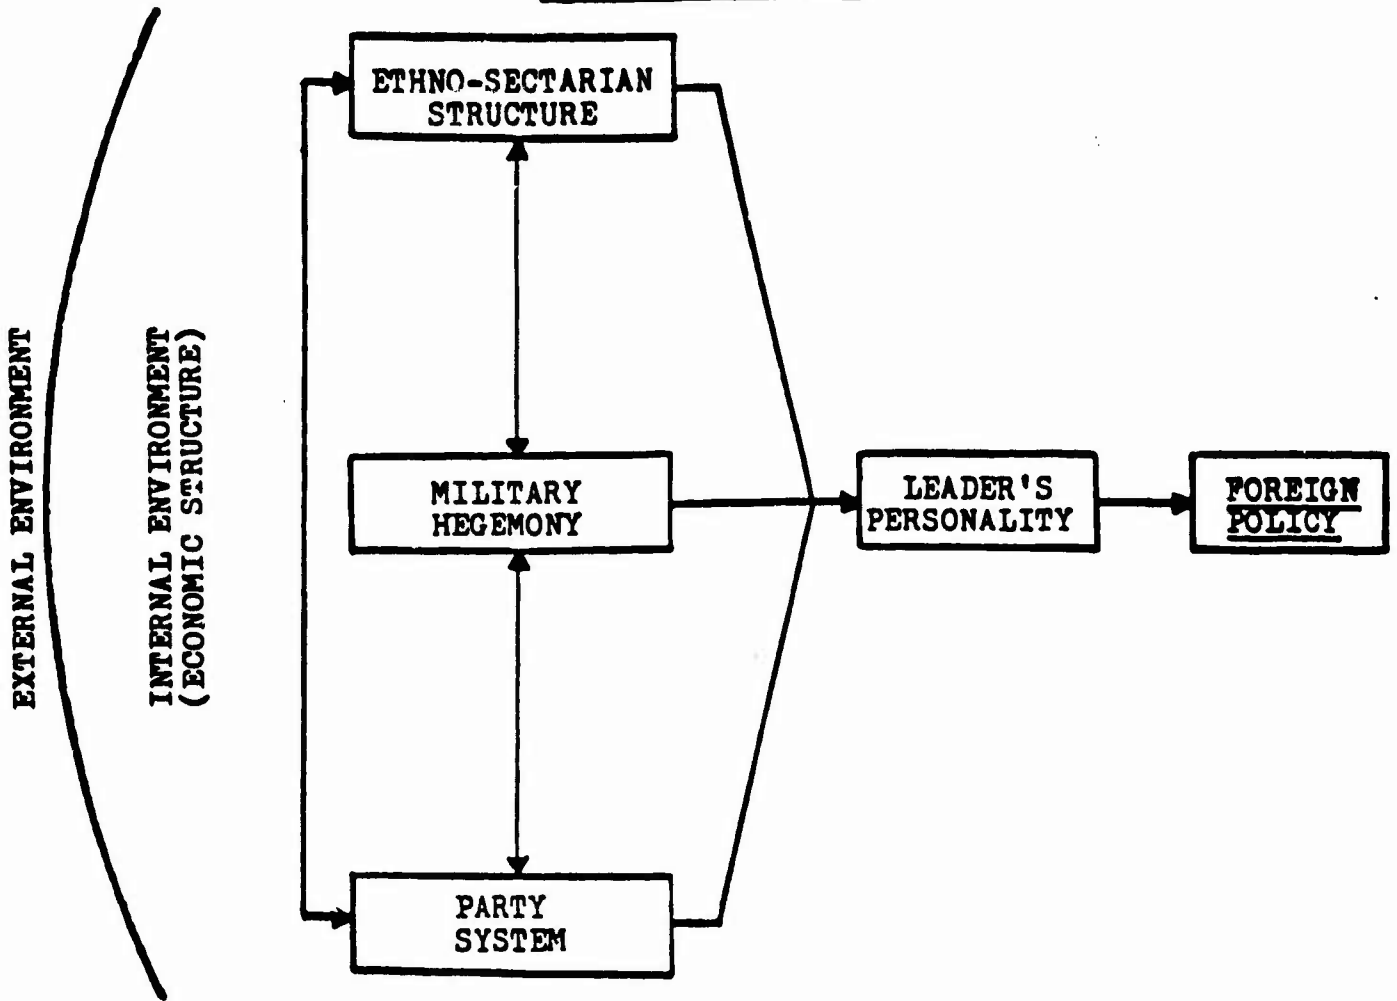 ETHNO-SECTARIAN
STRUCTURE
EXTERNAL ENVIRONMENT
INTERNAL ENVIRONMENT
(ECONOMIC STRUCTURE)
MILITARY
HEGEMONY
LEADER'S
PERSONALITY
FOREIGN
POLICY
PARTY
SYSTEM